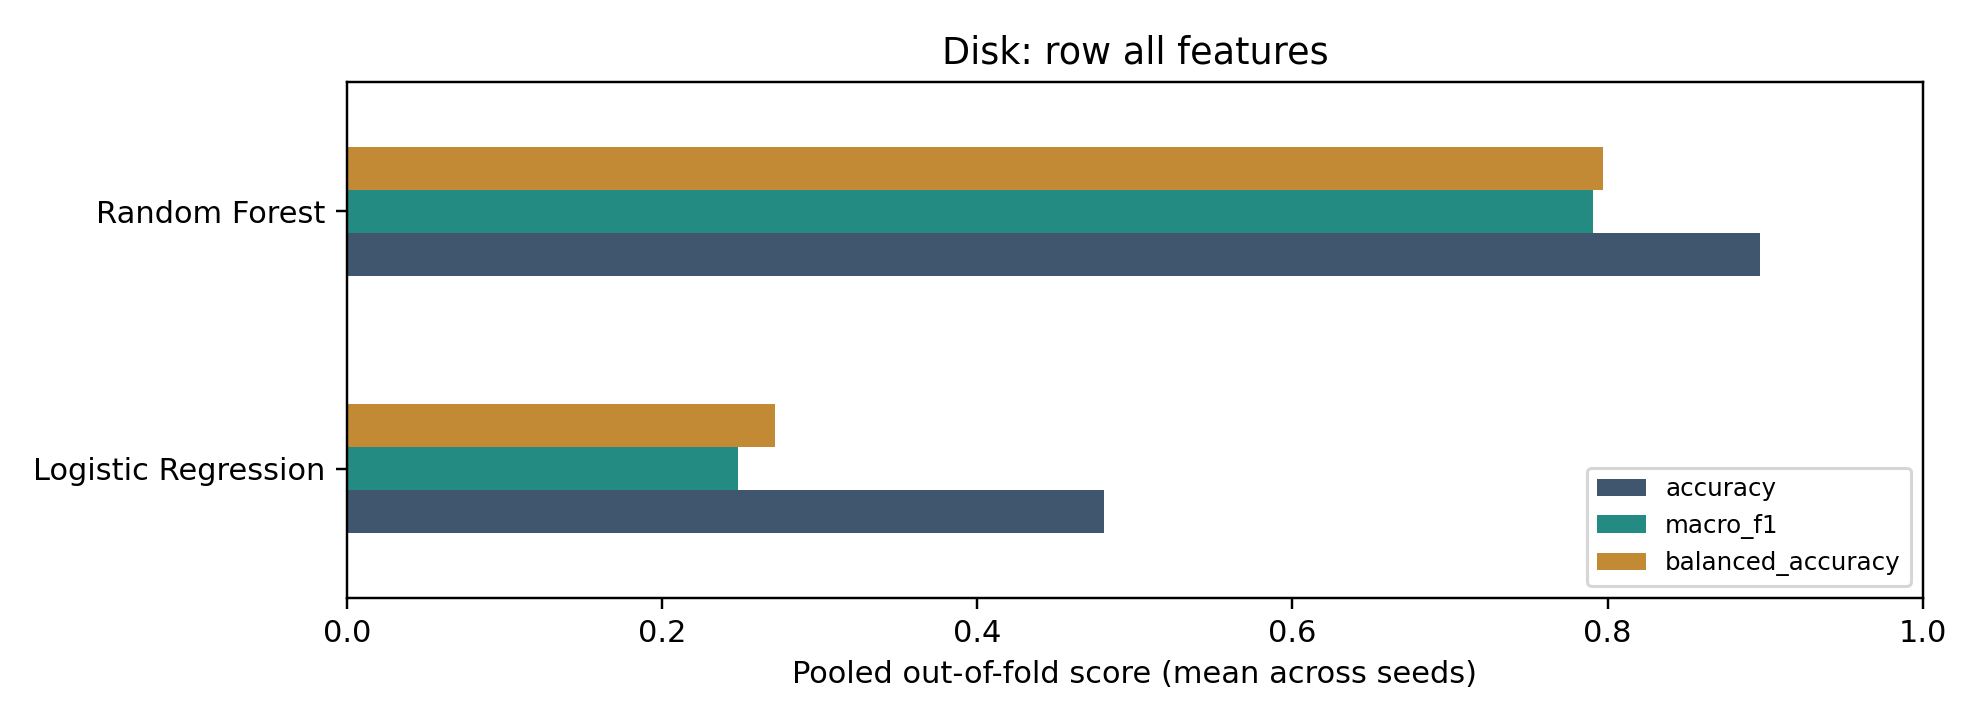 Disk: row all features
Random Forest
Logistic Regression
accuracy
macro_f1
balanced_accuracy
0.0 0.2 0.4 0.6 0.8 1.0
Pooled out-of-fold score (mean across seeds)